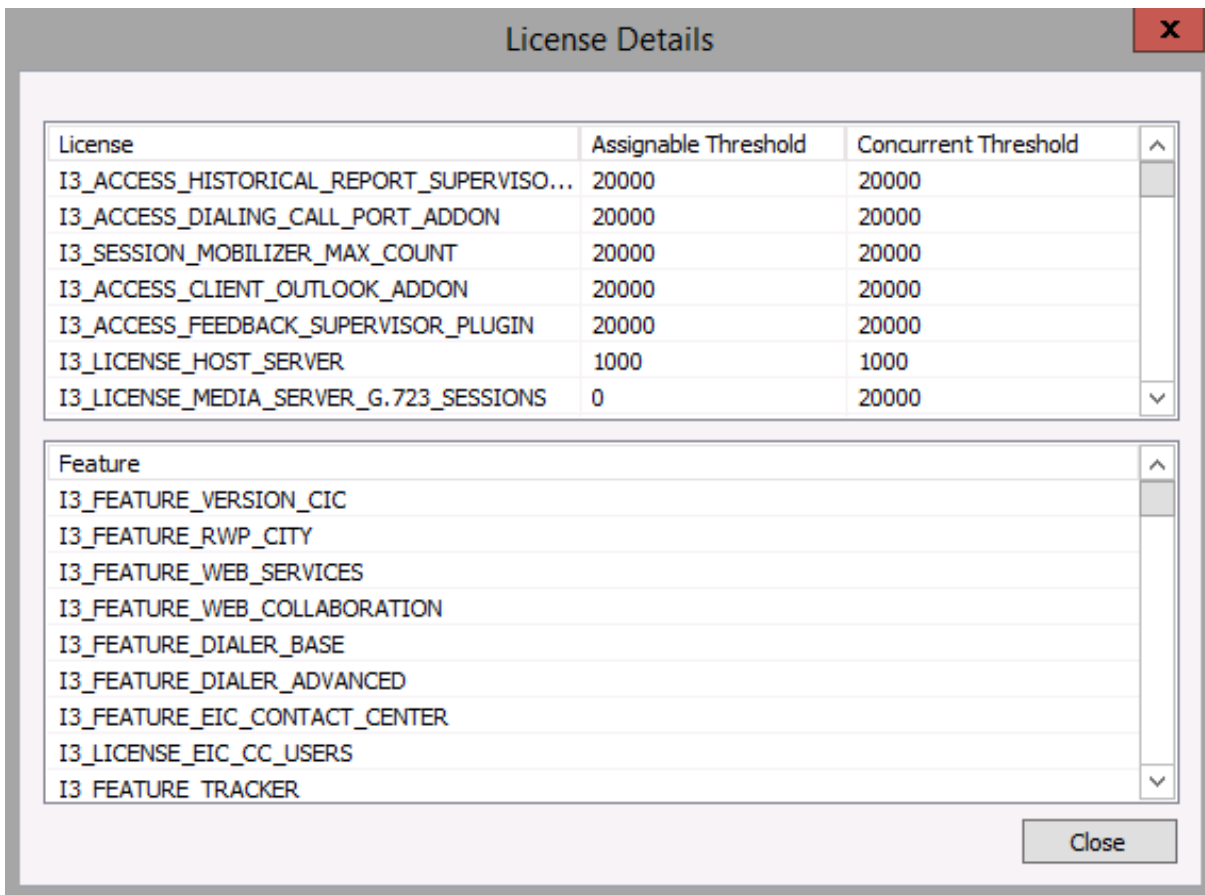 License Details
x
License Assignable Threshold Concurrent Threshold
I3_ACCESS_HISTORICAL_REPORT_SUPERVISO... 20000 20000
I3_ACCESS_DIALING_CALL_PORT_ADDON 20000 20000
I3_SESSION_MOBILIZER_MAX_COUNT 20000 20000
I3_ACCESS_CLIENT_OUTLOOK_ADDON 20000 20000
I3_ACCESS_FEEDBACK_SUPERVISOR_PLUGIN 20000 20000
I3_LICENSE_HOST_SERVER 1000 1000
I3_LICENSE_MEDIA_SERVER_G.723_SESSIONS 0 20000
Feature
I3_FEATURE_VERSION_CIC
I3_FEATURE_RWP_CITY
I3_FEATURE_WEB_SERVICES
I3_FEATURE_WEB_COLLABORATION
I3_FEATURE_DIALER_BASE
I3_FEATURE_DIALER_ADVANCED
I3_FEATURE_EIC_CONTACT_CENTER
I3_LICENSE_EIC_CC_USERS
I3_FEATURE_TRACKER
Close